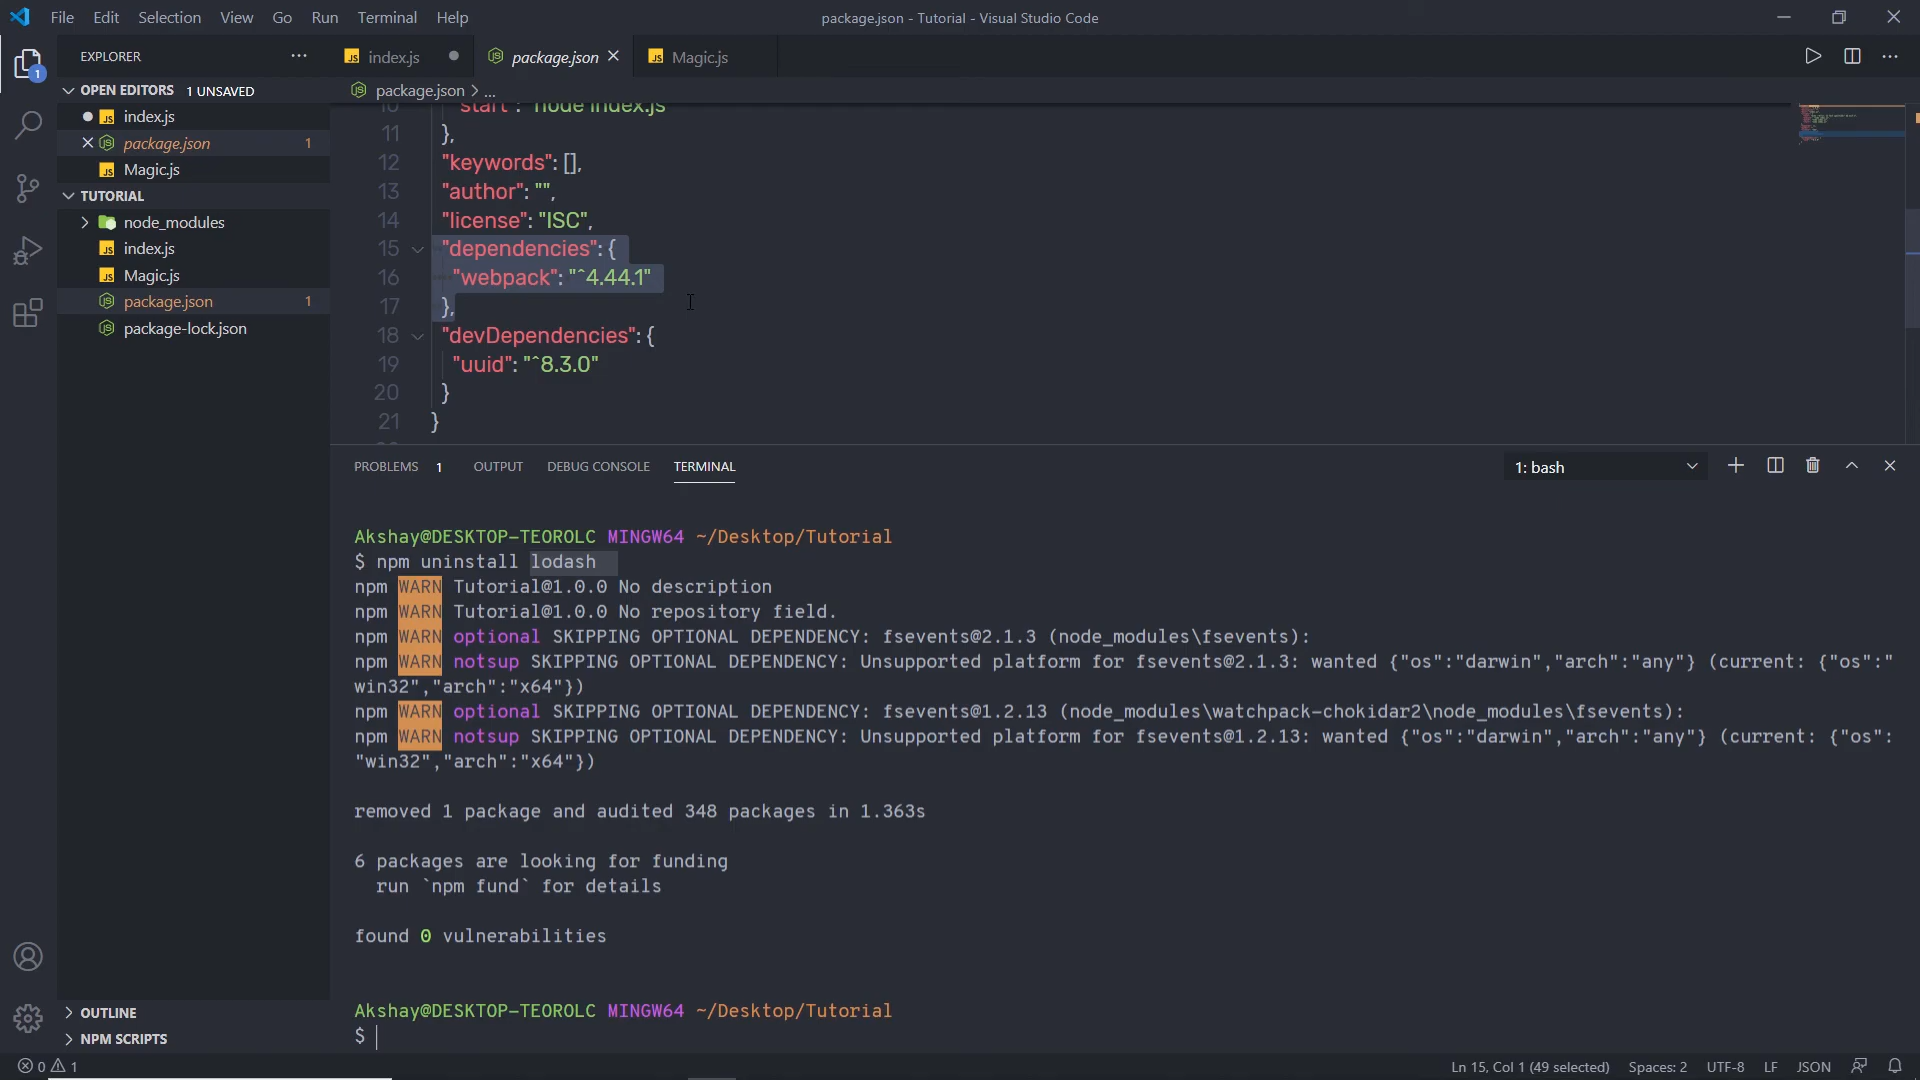 File Edit Selection View Go Run Terminal Help
package.json - Tutorial - Visual Studio Code
EXPLORER
OPEN EDITORS 1 UNSAVED
index.js
package.json 1
Magic.js
TUTORIAL
node_modules
index.js
Magic.js
package.json 1
package-lock.json
OUTLINE
NPM SCRIPTS
1
index.js package.json Magic.js
package.json > ...
10 "start": "node index.js"
11 },
12 "keywords": [],
13 "author": "",
14 "license": "ISC",
15 "dependencies": {
16 "webpack": "^4.44.1"
17 },
18 "devDependencies": {
19 "uuid": "^8.3.0"
20 }
21 }
PROBLEMS 1 OUTPUT DEBUG CONSOLE TERMINAL 1: bash
Akshay@DESKTOP-TEOROLC MINGW64 ~/Desktop/Tutorial
$ npm uninstall lodash
npm WARN Tutorial@1.0.0 No description
npm WARN Tutorial@1.0.0 No repository field.
npm WARN optional SKIPPING OPTIONAL DEPENDENCY: fsevents@2.1.3 (node_modules\fsevents):
npm WARN notsup SKIPPING OPTIONAL DEPENDENCY: Unsupported platform for fsevents@2.1.3: wanted {"os":"darwin","arch":"any"} (current: {"os":"
win32","arch":"x64"})
npm WARN optional SKIPPING OPTIONAL DEPENDENCY: fsevents@1.2.13 (node_modules\watchpack-chokidar2\node_modules\fsevents):
npm WARN notsup SKIPPING OPTIONAL DEPENDENCY: Unsupported platform for fsevents@1.2.13: wanted {"os":"darwin","arch":"any"} (current: {"os":
"win32","arch":"x64"})
removed 1 package and audited 348 packages in 1.363s
6 packages are looking for funding
run `npm fund` for details
found 0 vulnerabilities
Akshay@DESKTOP-TEOROLC MINGW64 ~/Desktop/Tutorial
$
0 1 Ln 15, Col 1 (49 selected) Spaces: 2 UTF-8 LF JSON